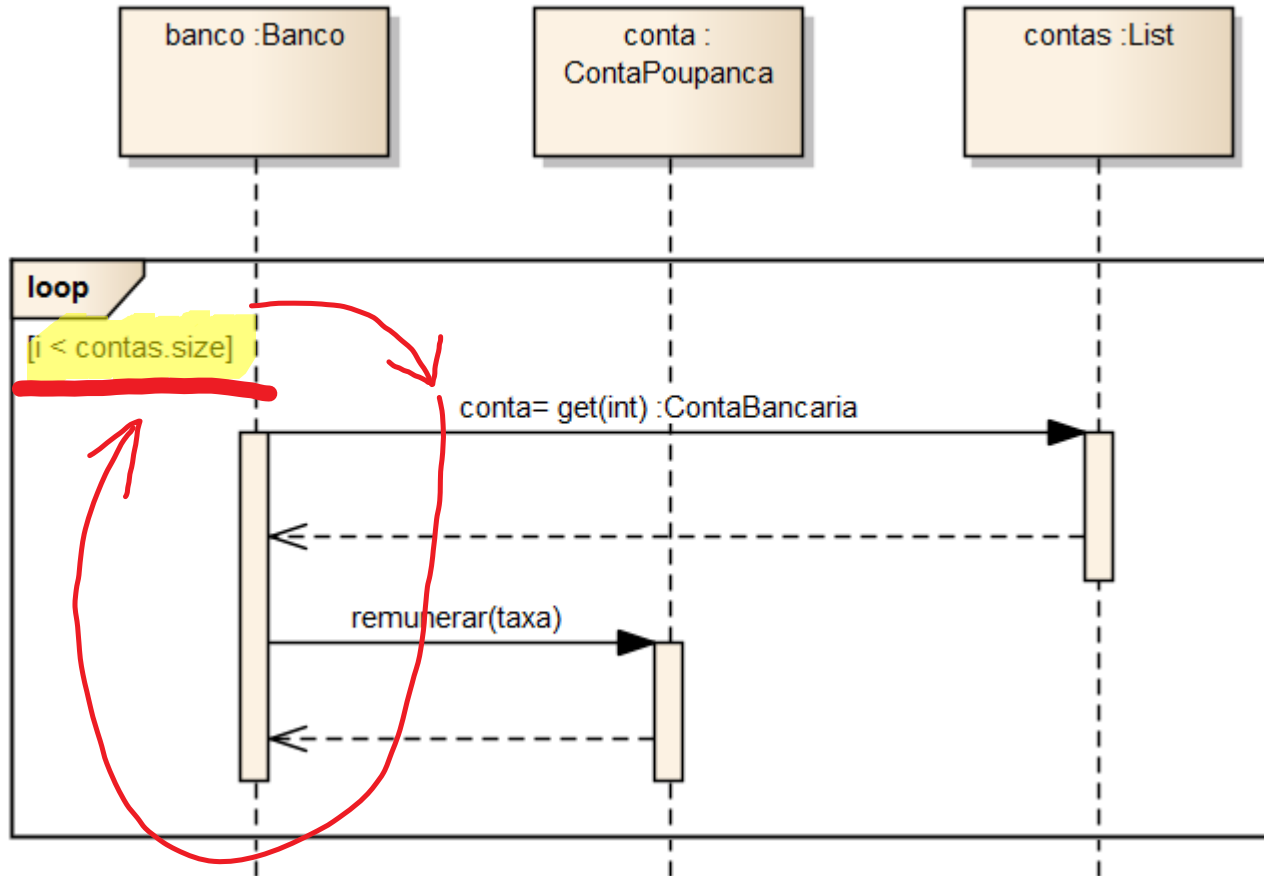 banco :Banco
conta :
ContaPoupanca
contas :List
loop
[i < contas.size]
conta= get(int) :ContaBancaria
remunerar(taxa)